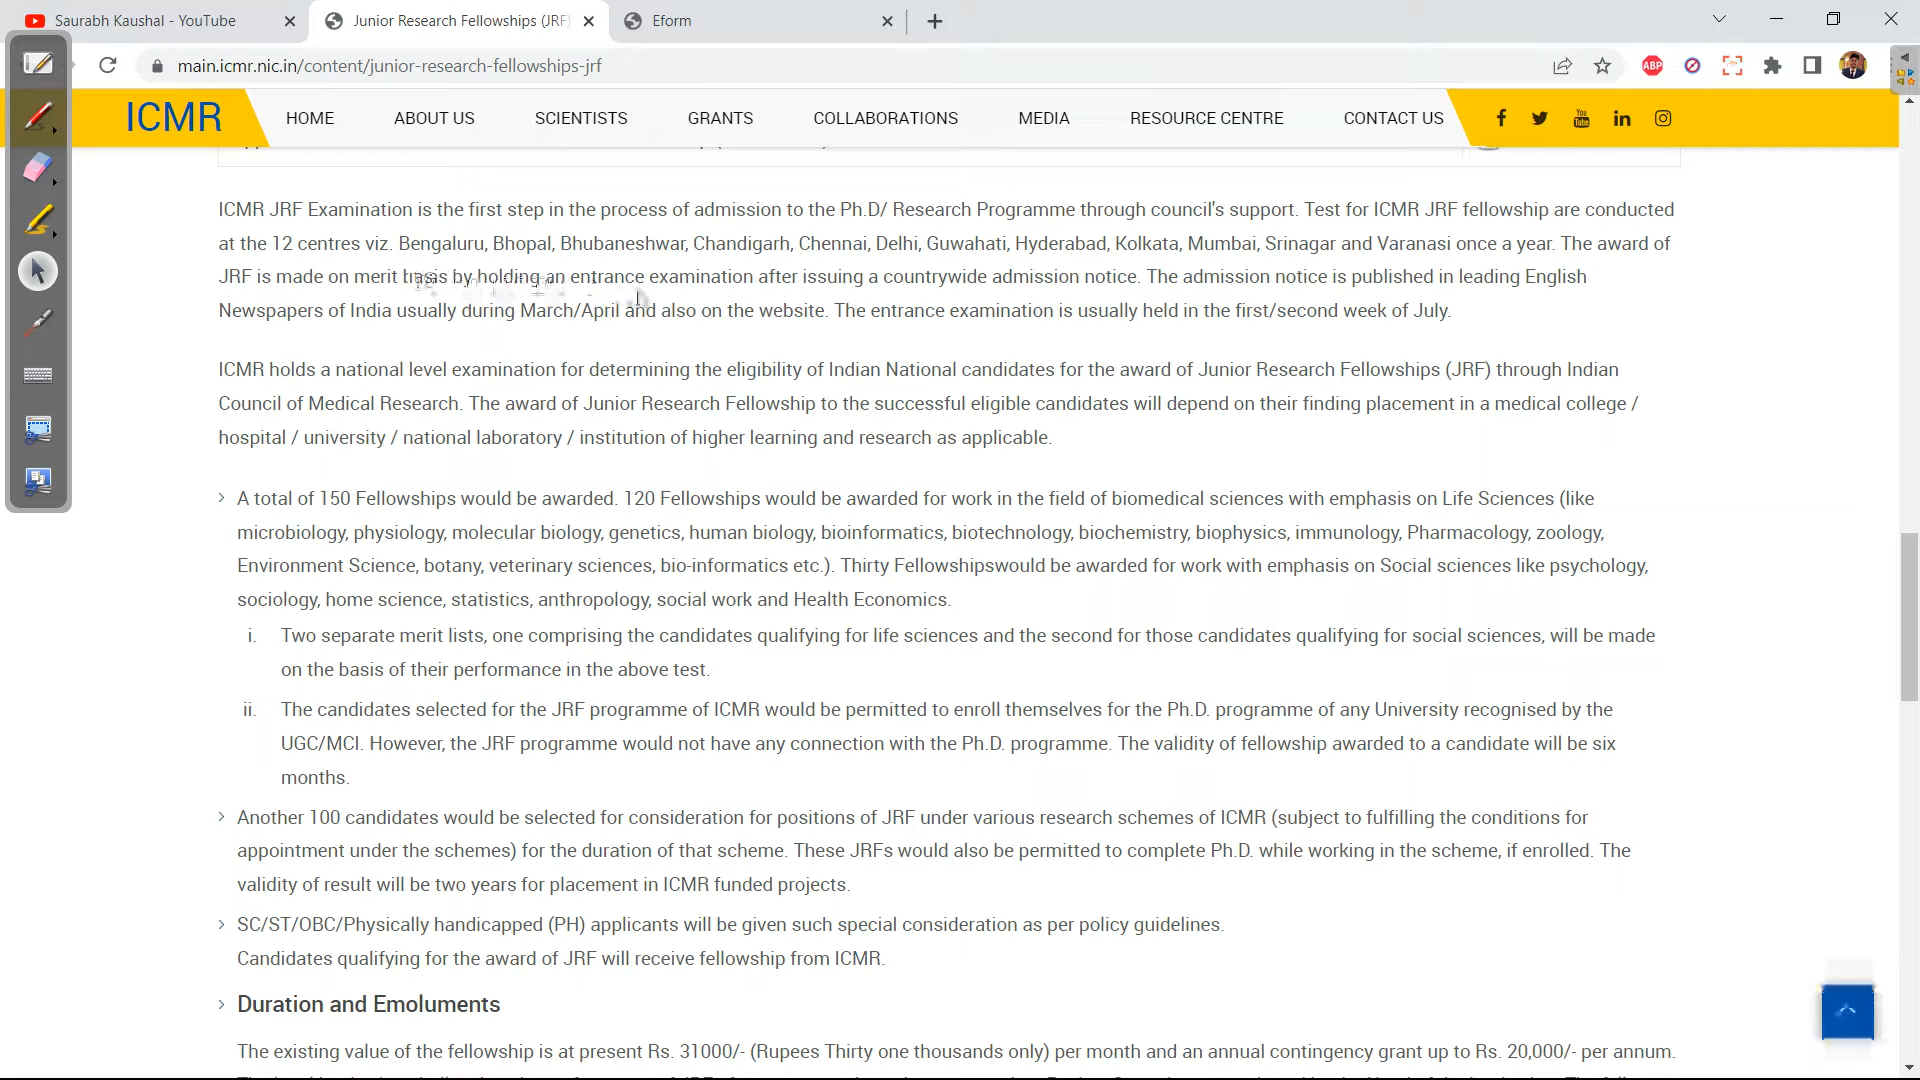 Saurabh Kaushal - YouTube
Junior Research Fellowships (JRF)
Eform
main.icmr.nic.in/content/junior-research-fellowships-jrf
ABP
ICMR
HOME ABOUT US SCIENTISTS GRANTS COLLABORATIONS MEDIA RESOURCE CENTRE CONTACT US
ICMR JRF Examination is the first step in the process of admission to the Ph.D/ Research Programme through council's support. Test for ICMR JRF fellowship are conducted
at the 12 centres viz. Bengaluru, Bhopal, Bhubaneshwar, Chandigarh, Chennai, Delhi, Guwahati, Hyderabad, Kolkata, Mumbai, Srinagar and Varanasi once a year. The award of
JRF is made on merit by holding an entrance examination after issuing a countrywide admission notice. The admission notice is published in leading English
Newspapers of India usually during March/April and also on the website. The entrance examination is usually held in the first/second week of July.
ICMR holds a national level examination for determining the eligibility of Indian National candidates for the award of Junior Research Fellowships (JRF) through Indian
Council of Medical Research. The award of Junior Research Fellowship to the successful eligible candidates will depend on their finding placement in a medical college /
hospital / university / national laboratory / institution of higher learning and research as applicable.
A total of 150 Fellowships would be awarded. 120 Fellowships would be awarded for work in the field of biomedical sciences with emphasis on Life Sciences (like
microbiology, physiology, molecular biology, genetics, human biology, bioinformatics, biotechnology, biochemistry, biophysics, immunology, Pharmacology, zoology,
Environment Science, botany, veterinary sciences, bio-informatics etc.). Thirty Fellowshipswould be awarded for work with emphasis on Social sciences like psychology,
sociology, home science, statistics, anthropology, social work and Health Economics.
i. Two separate merit lists, one comprising the candidates qualifying for life sciences and the second for those candidates qualifying for social sciences, will be made
on the basis of their performance in the above test.
ii. The candidates selected for the JRF programme of ICMR would be permitted to enroll themselves for the Ph.D. programme of any University recognised by the
UGC/MCI. However, the JRF programme would not have any connection with the Ph.D. programme. The validity of fellowship awarded to a candidate will be six
months.
Another 100 candidates would be selected for consideration for positions of JRF under various research schemes of ICMR (subject to fulfilling the conditions for
appointment under the schemes) for the duration of that scheme. These JRFs would also be permitted to complete Ph.D. while working in the scheme, if enrolled. The
validity of result will be two years for placement in ICMR funded projects.
SC/ST/OBC/Physically handicapped (PH) applicants will be given such special consideration as per policy guidelines.
Candidates qualifying for the award of JRF will receive fellowship from ICMR.
Duration and Emoluments
The existing value of the fellowship is at present Rs. 31000/- (Rupees Thirty one thousands only) per month and an annual contingency grant up to Rs. 20,000/- per annum.